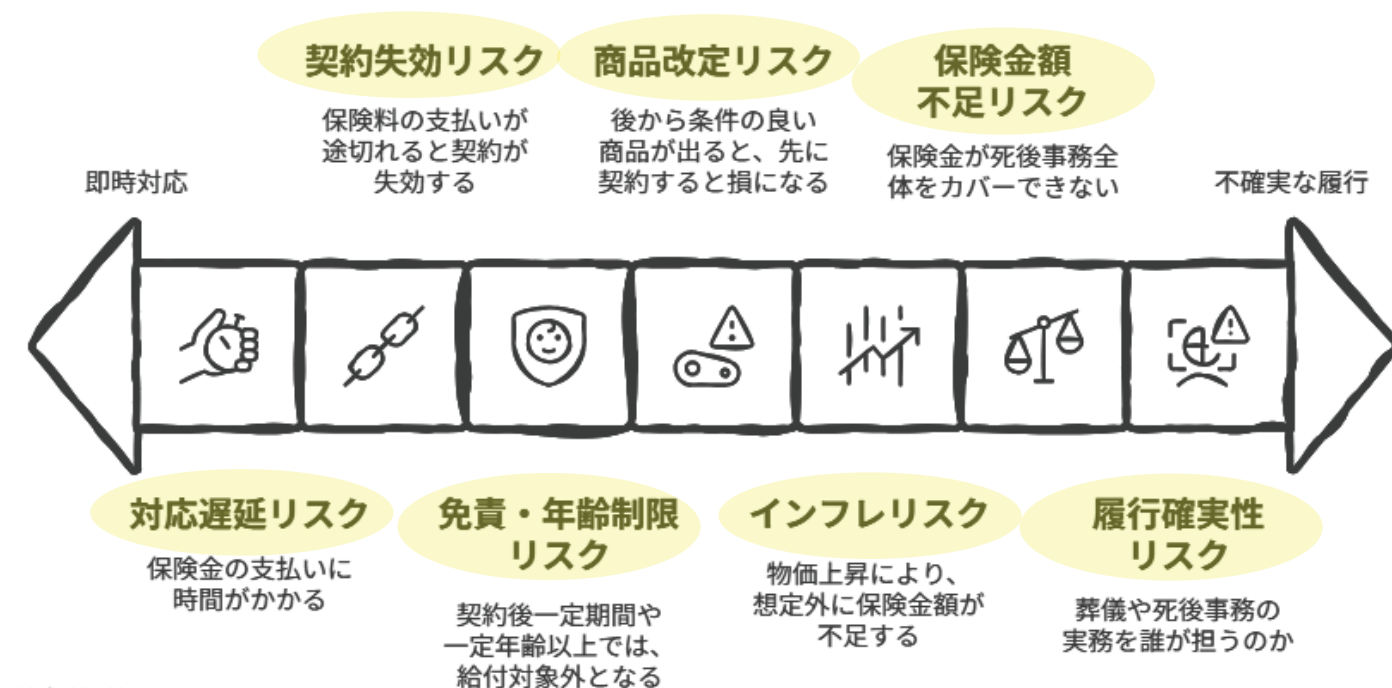 契約失効リスク
保険料の支払いが
途切れると契約が
失効する
商品改定リスク
後から条件の良い
商品が出ると、先に
契約すると損になる
保険金額
不足リスク
保険金が死後事務全
体をカバーできない
即時対応
不確実な履行
対応遅延リスク
保険金の支払いに
時間がかかる
免責・年齢制限
リスク
契約後一定期間や
一定年齢以上では、
給付対象外となる
インフレリスク
物価上昇により、
想定外に保険金額が
不足する
履行確実性
リスク
葬儀や死後事務の
実務を誰が担うのか